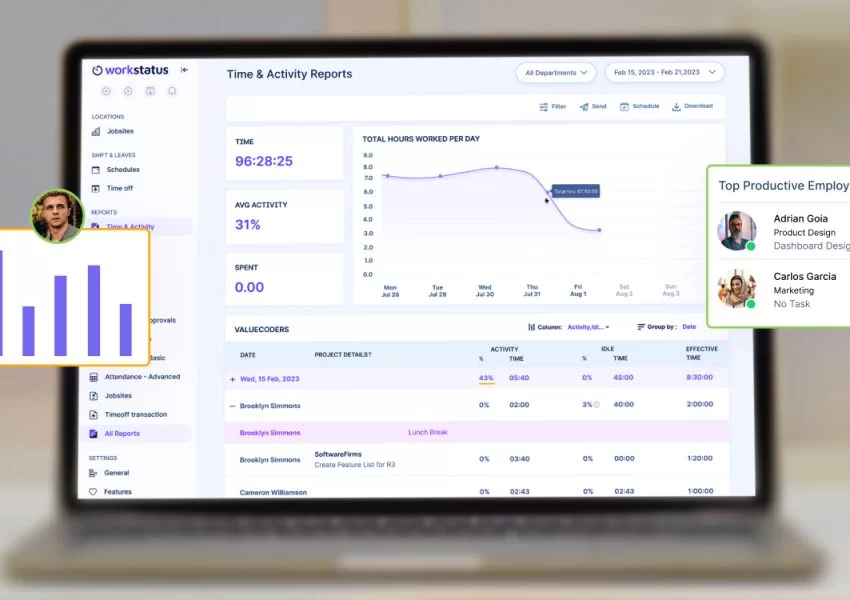 workstatus
LOCATIONS
Jobsites
SHIFT & LEAVES
Schedules
Time off
REPORTS
Time & Activity
Attendance - Advanced
Jobsites
Timeoff transaction
All Reports
SETTINGS
General
Features
Time & Activity Reports
All Departments
Feb 15, 2023 - Feb 21,2023
Filter
Send
Schedule
Download
TIME
96:28:25
AVG ACTIVITY
31%
SPENT
0.00
TOTAL HOURS WORKED PER DAY
9.0
8.0
7.0
6.0
5.0
4.0
3.0
2.0
1.0
0.0
Mon Tue Wed Thu Fri Sat Sun
Jul 28 Jul 29 Jul 30 Jul 31 Aug 1 Aug 2 Aug 3
VALUECODERS
Column: Activity,Idl...
Group by: Date
ACTIVITY IDLE EFFECTIVE
DATE PROJECT DETAILS % TIME % TIME TIME
+ Wed, 15 Feb, 2023 43% 05:40 0% 45:00 8:30:00
− Brooklyn Simmons 0% 02:00 3% 40:00 2:00:00
Brooklyn Simmons Lunch Break
SoftwareFirms
Brooklyn Simmons 0% 03:40 0% 00:00 1:20:00
Create Feature List for R3
Cameron Williamson 0% 02:43 0% 02:43 1:00:00
Top Productive Employ
Adrian Goia
Product Design
Dashboard Desig
Carlos Garcia
Marketing
No Task